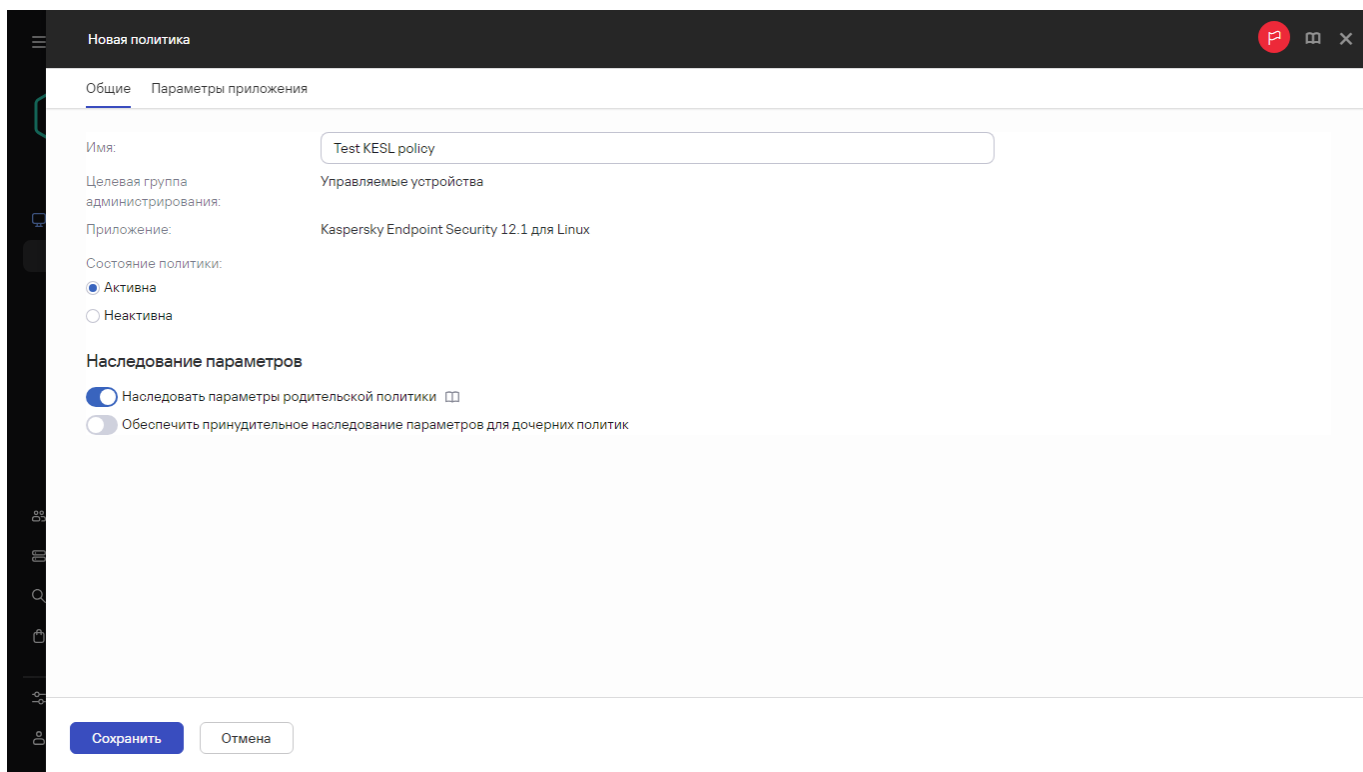 Новая политика
Общие Параметры приложения
Имя: Test KESL policy
Целевая группа Управляемые устройства
администрирования:
Приложение: Kaspersky Endpoint Security 12.1 для Linux
Состояние политики:
Активна
Неактивна
Наследование параметров
Наследовать параметры родительской политики
Обеспечить принудительное наследование параметров для дочерних политик
Сохранить Отмена